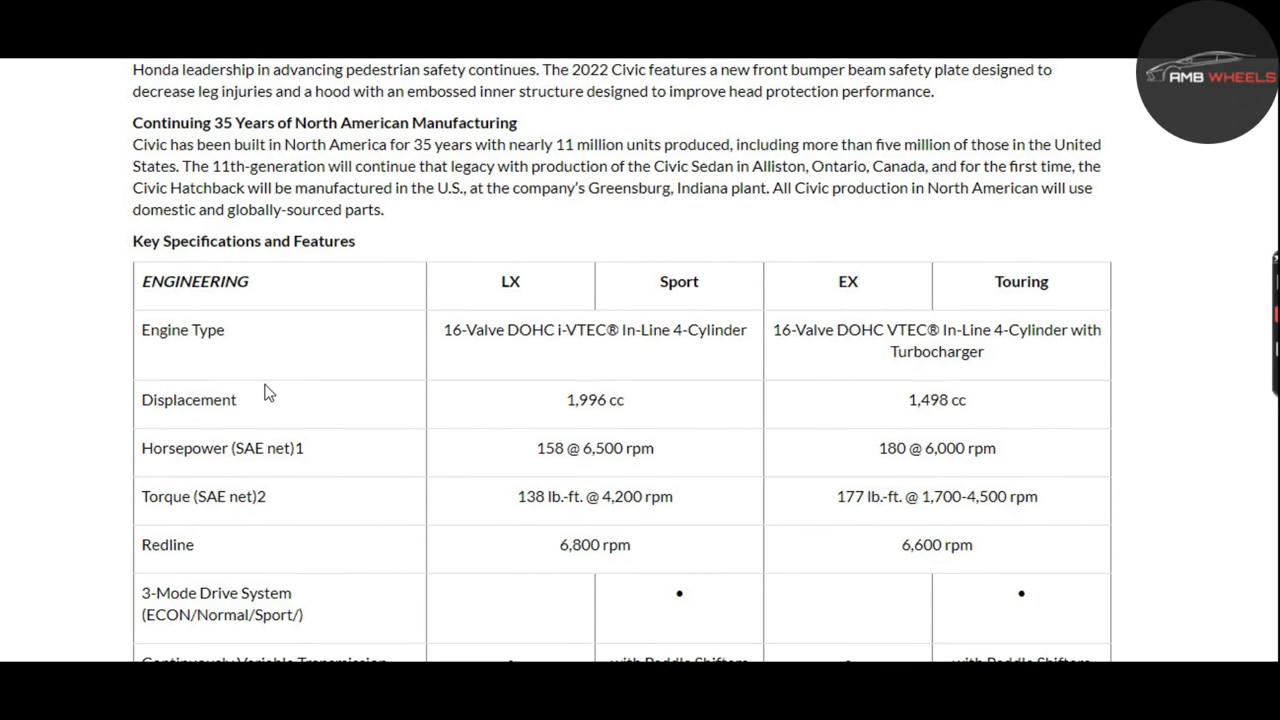 AMB WHEELS
Honda leadership in advancing pedestrian safety continues. The 2022 Civic features a new front bumper beam safety plate designed to
decrease leg injuries and a hood with an embossed inner structure designed to improve head protection performance.
Continuing 35 Years of North American Manufacturing
Civic has been built in North America for 35 years with nearly 11 million units produced, including more than five million of those in the United
States. The 11th-generation will continue that legacy with production of the Civic Sedan in Alliston, Ontario, Canada, and for the first time, the
Civic Hatchback will be manufactured in the U.S., at the company’s Greensburg, Indiana plant. All Civic production in North American will use
domestic and globally-sourced parts.
Key Specifications and Features
ENGINEERING LX Sport EX Touring
Engine Type 16-Valve DOHC i-VTEC® In-Line 4-Cylinder 16-Valve DOHC VTEC® In-Line 4-Cylinder with
Turbocharger
Displacement 1,996 cc 1,498 cc
Horsepower (SAE net)1 158 @ 6,500 rpm 180 @ 6,000 rpm
Torque (SAE net)2 138 lb.-ft. @ 4,200 rpm 177 lb.-ft. @ 1,700-4,500 rpm
Redline 6,800 rpm 6,600 rpm
3-Mode Drive System • •
(ECON/Normal/Sport/)
Continuously Variable Transmission with Paddle Shifters with Paddle Shifters